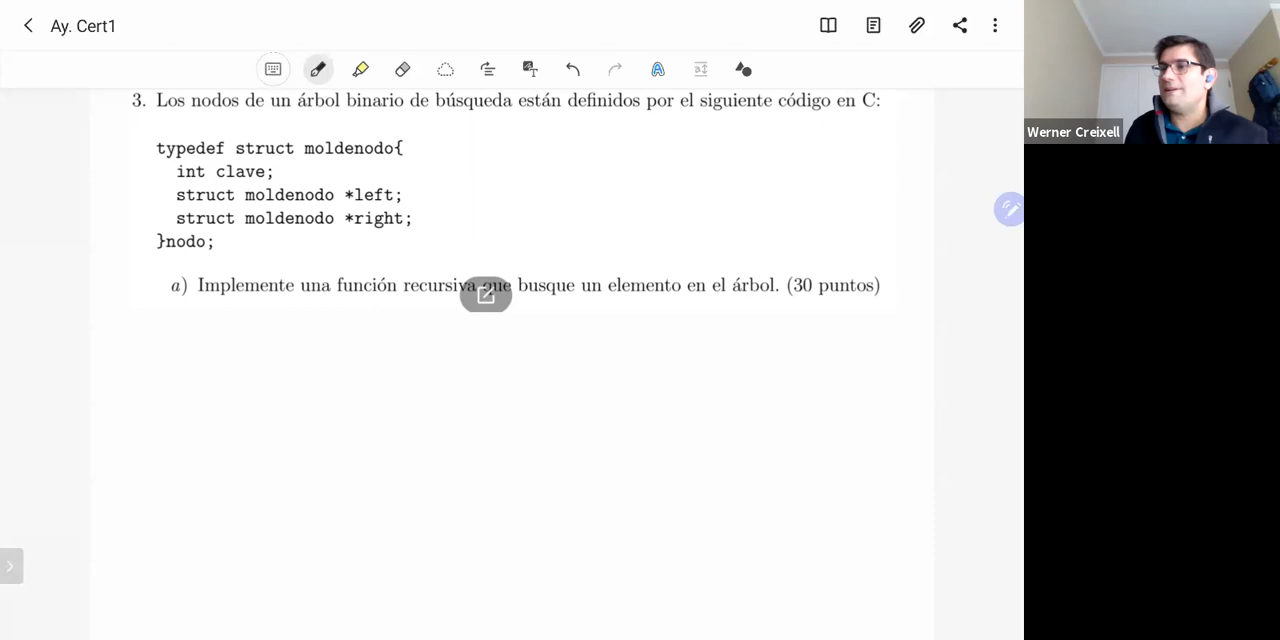 Ay. Cert1
3. Los nodos de un árbol binario de búsqueda están definidos por el siguiente código en C:
typedef struct moldenodo{
int clave;
struct moldenodo *left;
struct moldenodo *right;
}nodo;
a) Implemente una función recursiva que busque un elemento en el árbol. (30 puntos)
Werner Creixell